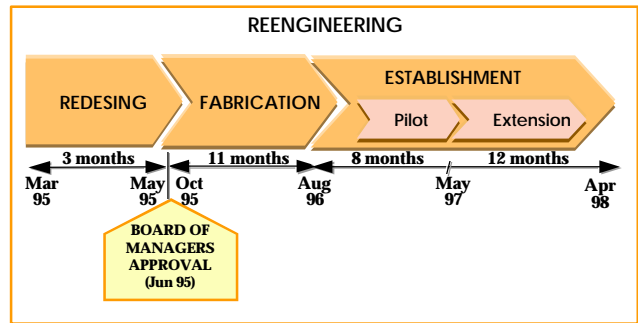 REENGINEERING
REDESING
FABRICATION
ESTABLISHMENT
Pilot
Extension
3 months
11 months
8 months
12 months
Mar
95
May
95
Oct
95
Aug
96
May
97
Apr
98
BOARD OF
MANAGERS
APPROVAL
(Jun 95)